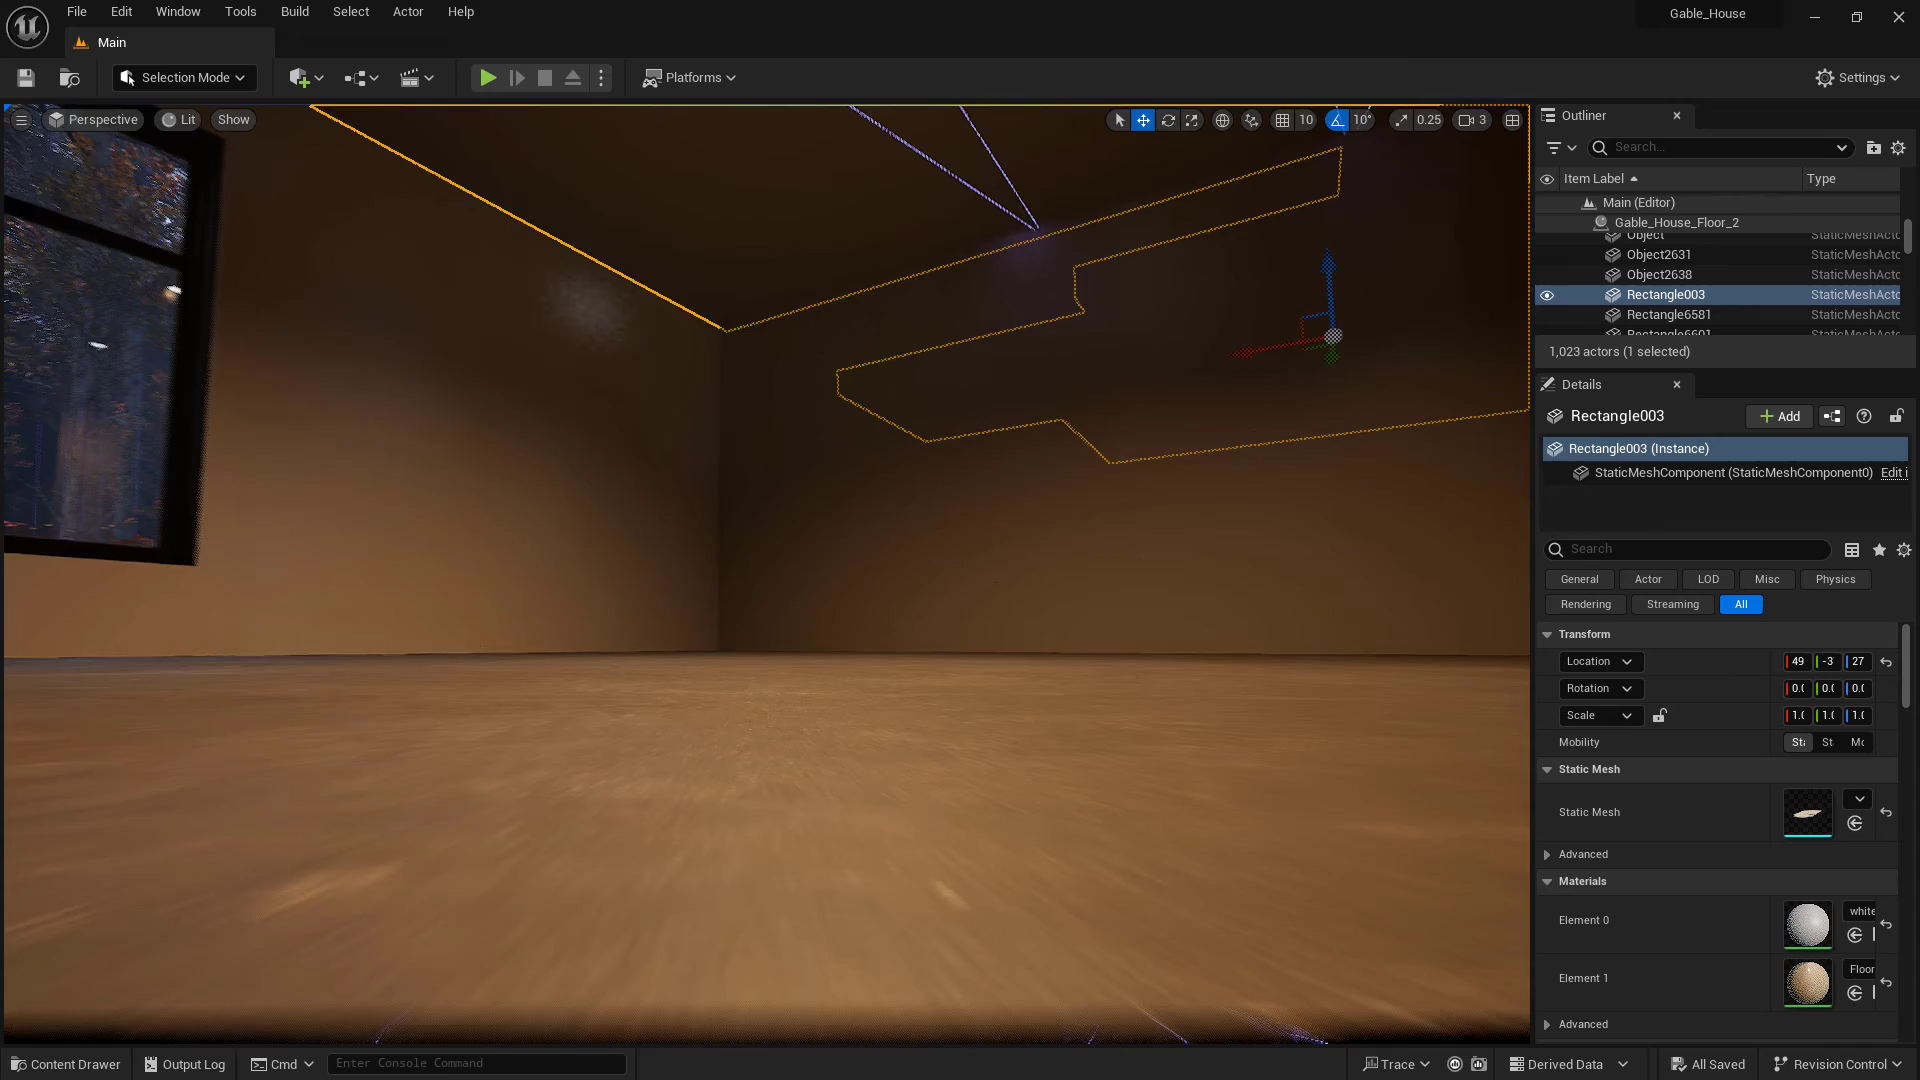 File Edit Window Tools Build Select Actor Help
Gable_House
Main
Selection Mode
Platforms
Settings
Perspective Lit Show
10 10° 0.25 3
Outliner
Search...
Item Label Type
Main (Editor)
Gable_House_Floor_2
Object StaticMeshActo
Object2631 StaticMeshActo
Object2638 StaticMeshActo
Rectangle003 StaticMeshActo
Rectangle6581 StaticMeshActo
Rectangle6601 StaticMeshActo
1,023 actors (1 selected)
Details
Rectangle003 Add
Rectangle003 (Instance)
StaticMeshComponent (StaticMeshComponent0) Edit i
Search
General Actor LOD Misc Physics
Rendering Streaming All
Transform
Location 49 -3 27
Rotation 0.0 0.0 0.0
Scale 1.0 1.0 1.0
Mobility Sta St Mo
Static Mesh
Static Mesh
Advanced
Materials
Element 0 white
Element 1 Floor
Advanced
Content Drawer Output Log Cmd Enter Console Command Trace Derived Data All Saved Revision Control